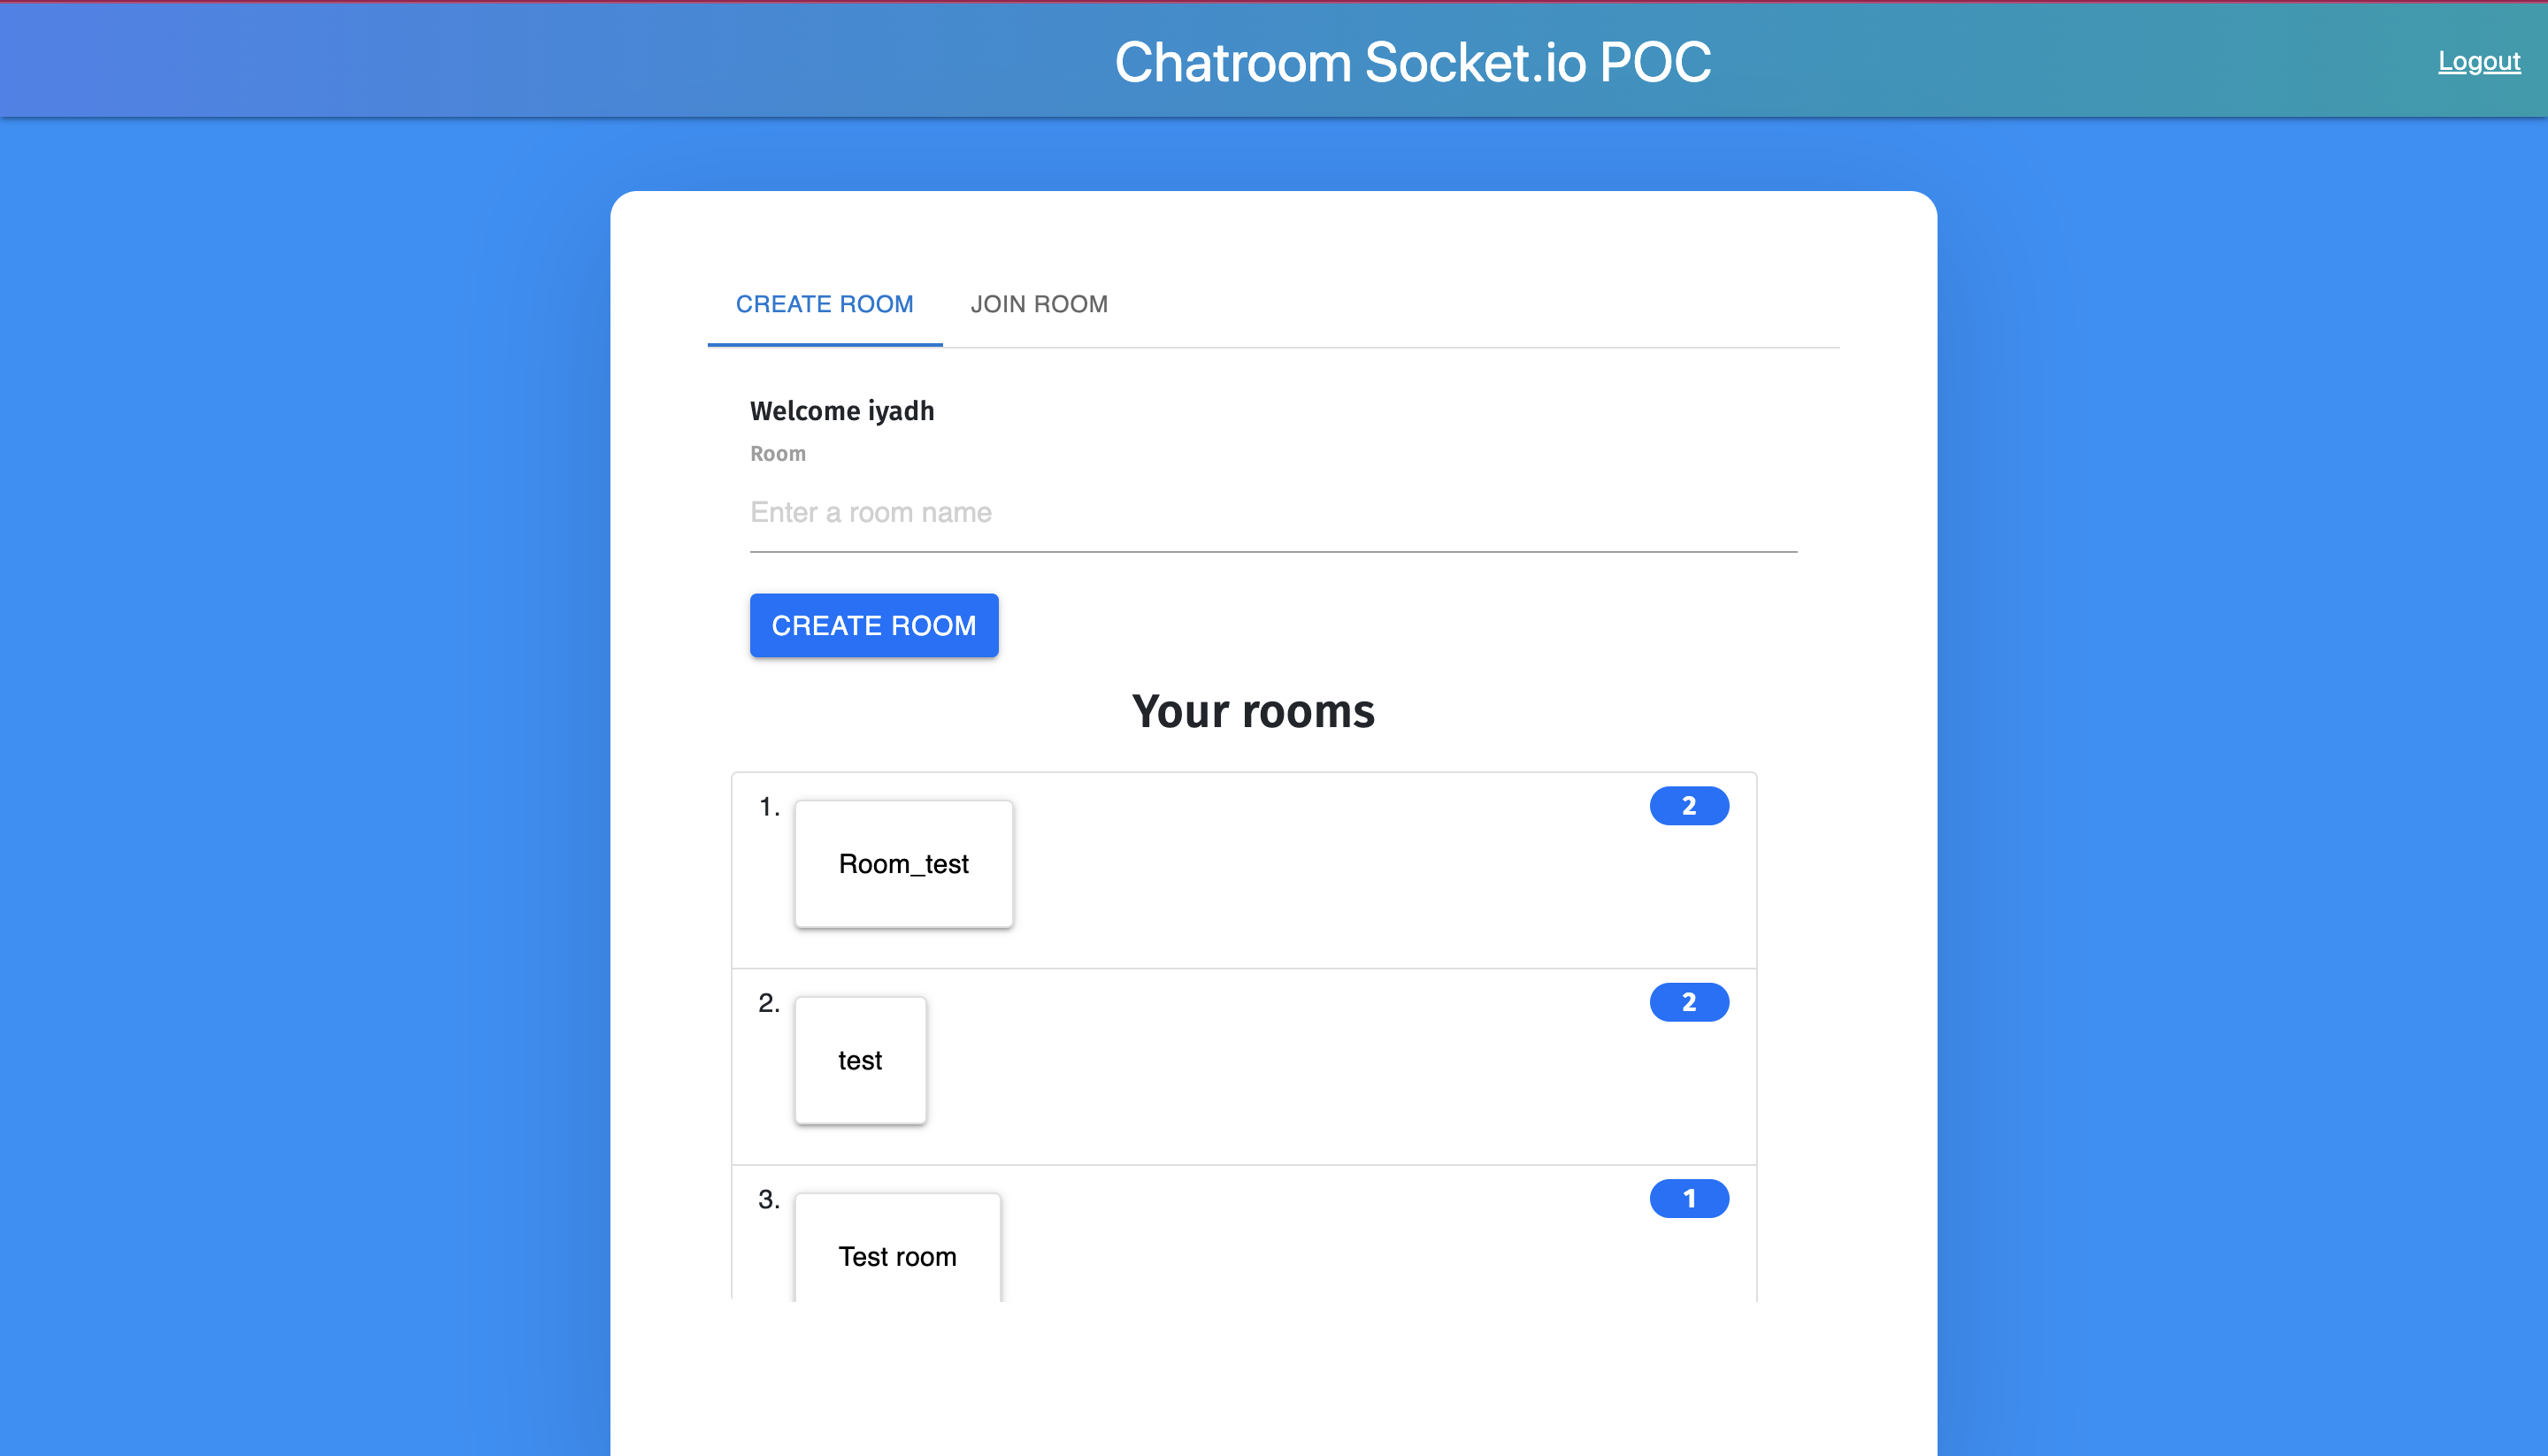 Chatroom Socket.io POC
Logout
CREATE ROOM
JOIN ROOM
Welcome iyadh
Room
Enter a room name
CREATE ROOM
Your rooms
1.
2
Room_test
2.
2
test
3.
1
Test room